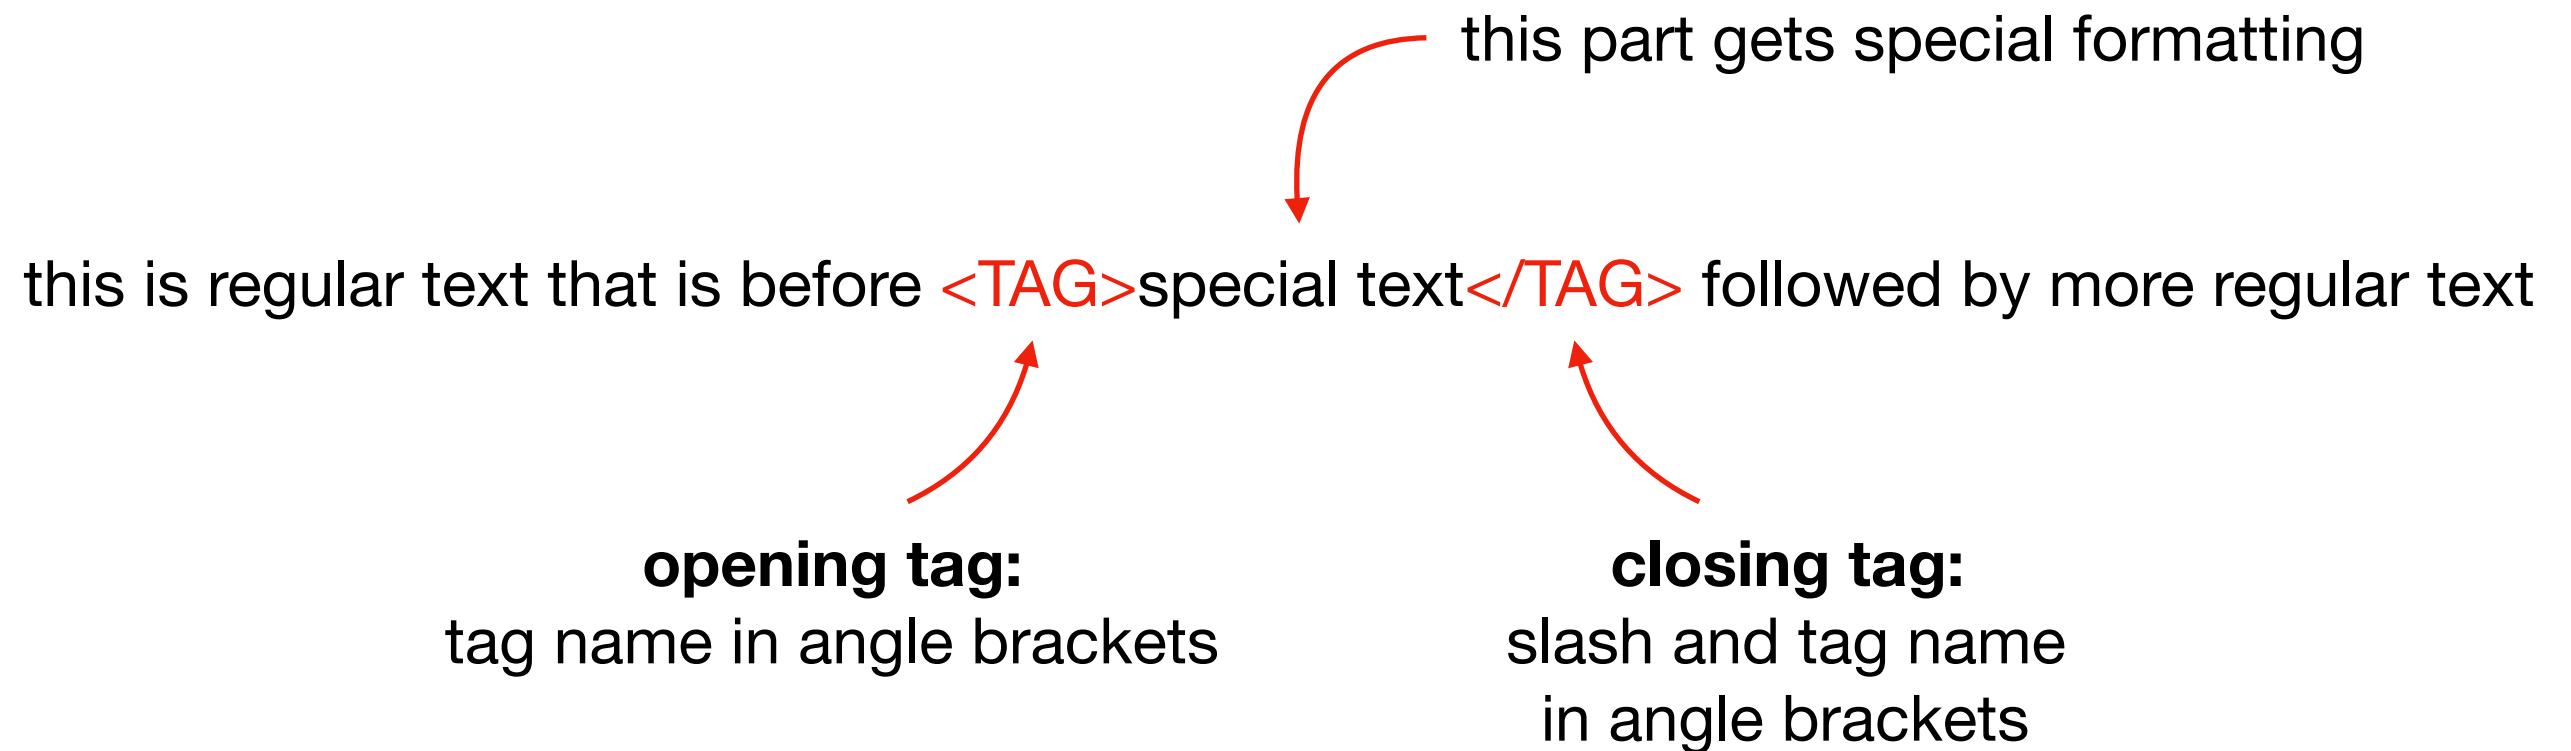 this part gets special formatting
this is regular text that is before <TAG>special text</TAG> followed by more regular text
opening tag:
tag name in angle brackets
closing tag:
slash and tag name
in angle brackets